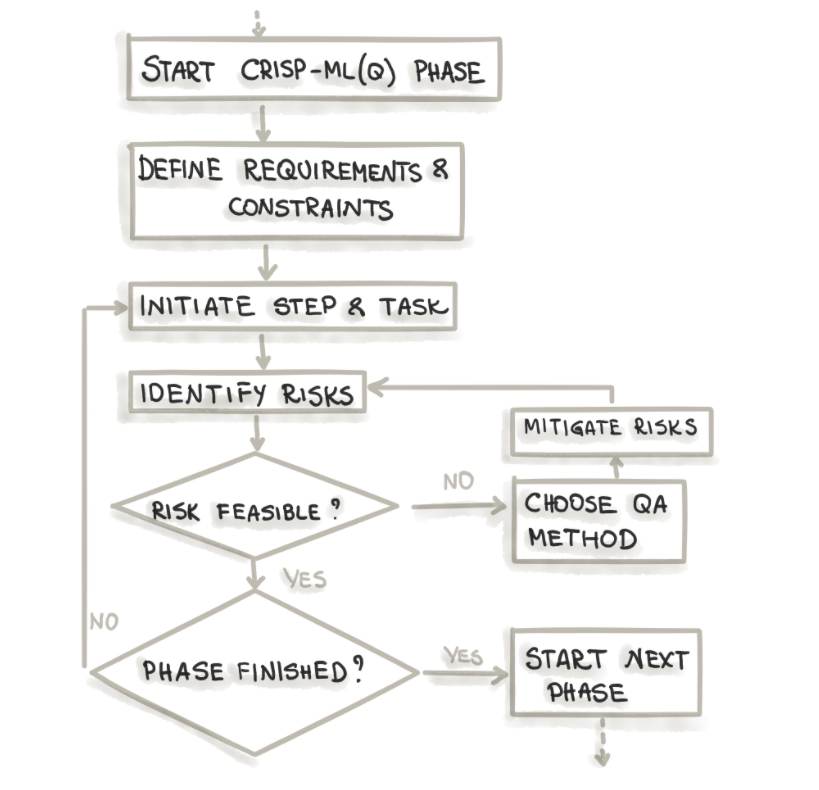 START CRISP-ML(Q) PHASE
DEFINE REQUIREMENTS &
CONSTRAINTS
INITIATE STEP & TASK
IDENTIFY RISKS
MITIGATE RISKS
RISK FEASIBLE?
NO
CHOOSE QA
METHOD
YES
NO
PHASE FINISHED?
YES
START NEXT
PHASE